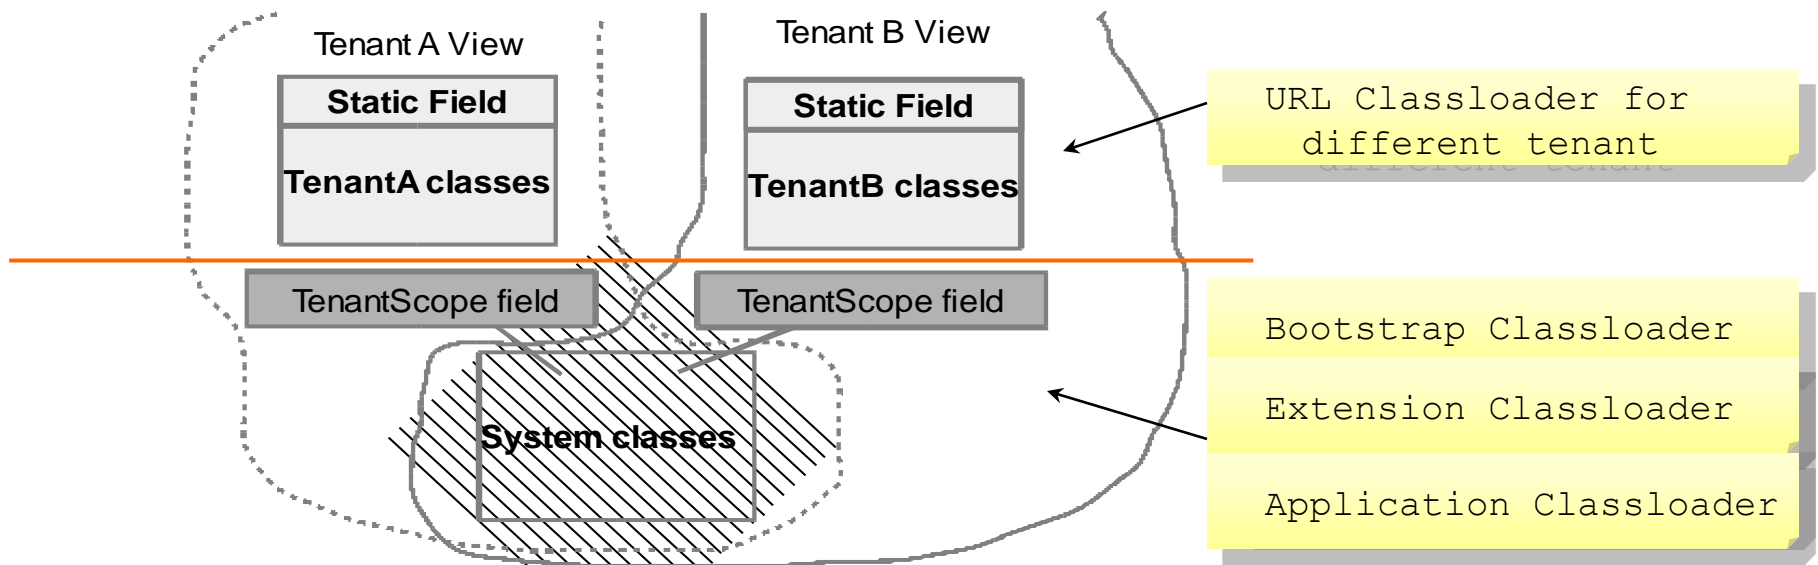 Tenant A View
Tenant B View
Static Field
TenantA classes
Static Field
TenantB classes
URL Classloader for
different tenant
TenantScope field
TenantScope field
System classes
Bootstrap Classloader
Extension Classloader
Application Classloader